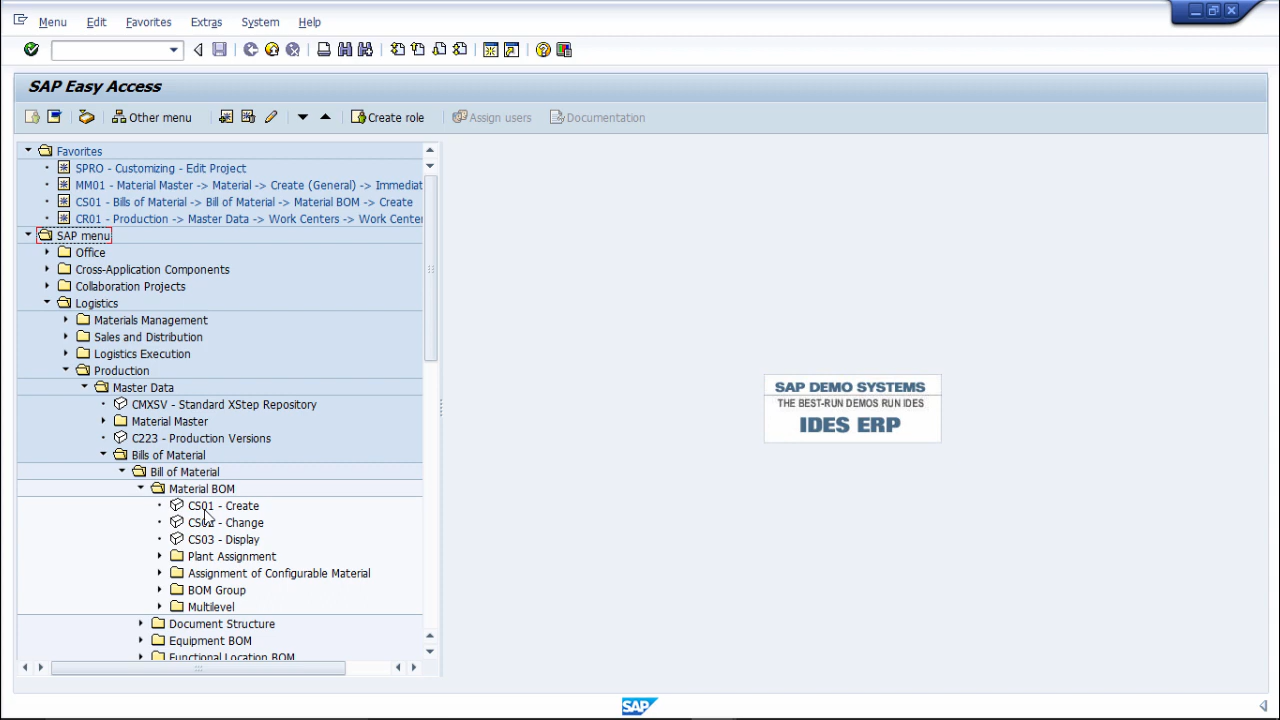 Menu Edit Favorites Extras System Help
SAP Easy Access
Other menu Create role Assign users Documentation
Favorites
SPRO - Customizing - Edit Project
MM01 - Material Master -> Material -> Create (General) -> Immediat
CS01 - Bills of Material -> Bill of Material -> Material BOM -> Create
CR01 - Production -> Master Data -> Work Centers -> Work Center
SAP menu
Office
Cross-Application Components
Collaboration Projects
Logistics
Materials Management
Sales and Distribution
Logistics Execution
Production
Master Data
CMXSV - Standard XStep Repository
Material Master
C223 - Production Versions
Bills of Material
Bill of Material
Material BOM
CS01 - Create
CS02 - Change
CS03 - Display
Plant Assignment
Assignment of Configurable Material
BOM Group
Multilevel
Document Structure
Equipment BOM
Functional Location BOM
SAP DEMO SYSTEMS
THE BEST-RUN DEMOS RUN IDES
IDES ERP
SAP